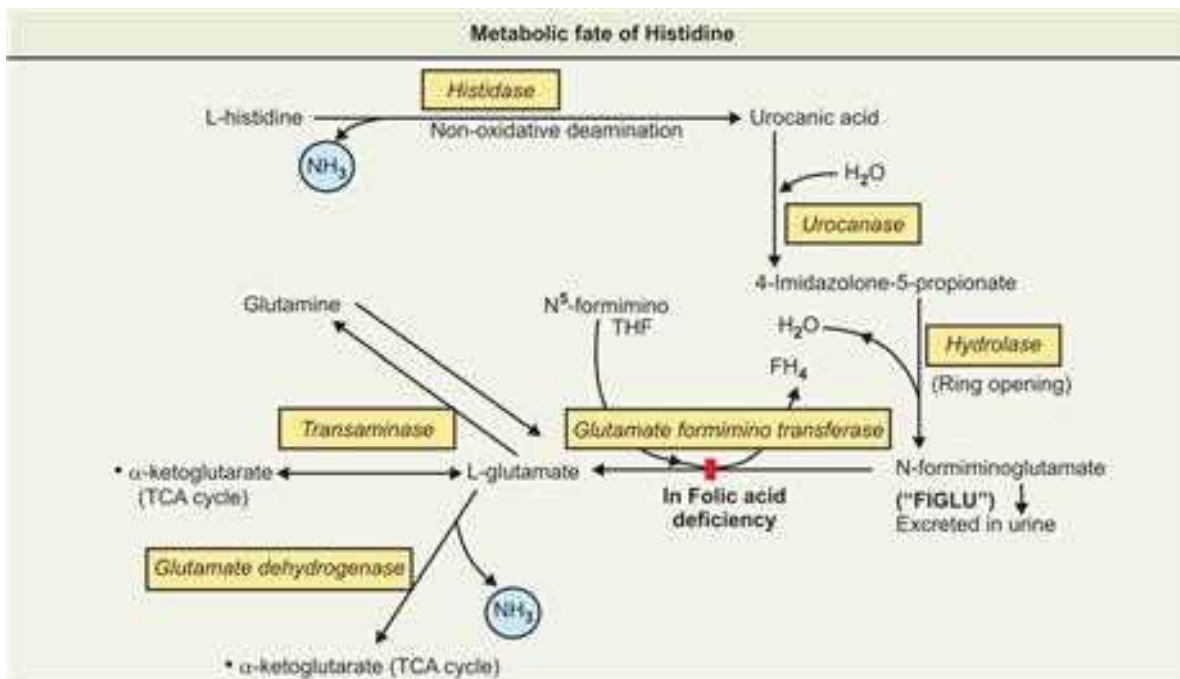 Metabolic fate of Histidine
Histidase
L-histidine
Non-oxidative deamination
Urocanic acid
NH₃
H₂O
Urocanase
4-Imidazolone-5-propionate
Glutamine
N⁵-formimino
THF
H₂O
Hydrolase
FH₄
(Ring opening)
Transaminase
Glutamate formimino transferase
• α-ketoglutarate
(TCA cycle)
L-glutamate
N-formiminoglutamate
In Folic acid
deficiency
("FIGLU")
Excreted in urine
Glutamate dehydrogenase
NH₃
• α-ketoglutarate (TCA cycle)